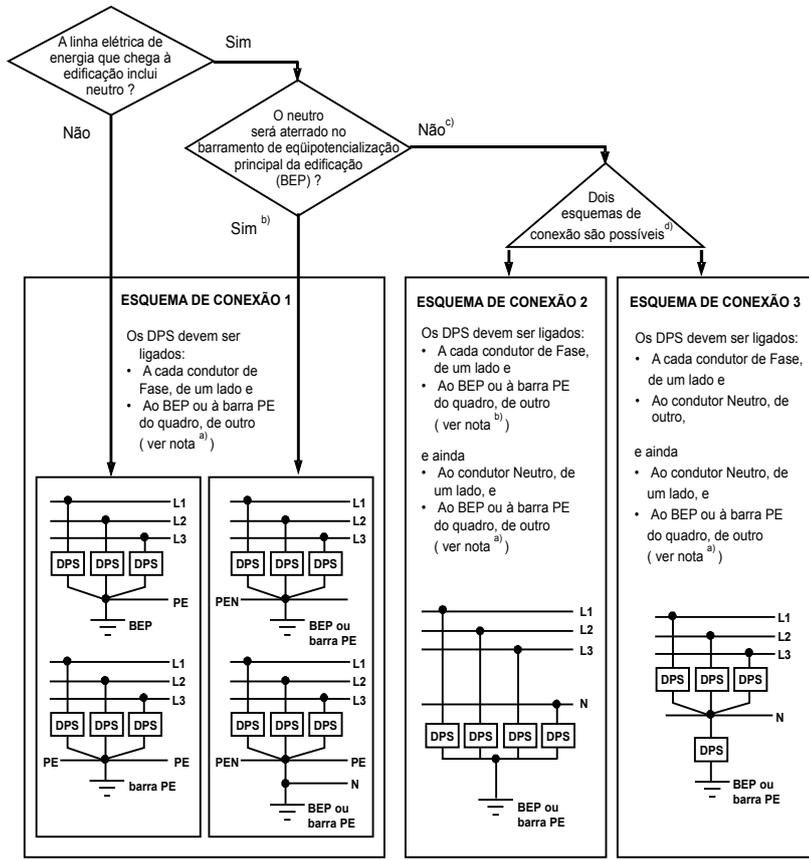 A linha elétrica de
energia que chega à
edificação inclui
neutro ?
Sim
Não
O neutro
será aterrado no
barramento de eqüipotencialização
principal da edificação
(BEP) ?
Não c)
Sim b)
Dois
esquemas de
conexão são possíveis d)
ESQUEMA DE CONEXÃO 1
Os DPS devem ser
ligados:
• A cada condutor de
Fase, de um lado e
• Ao BEP ou à barra PE
do quadro, de outro
( ver nota a) )
L1
L2
L3
DPS DPS DPS
PE
BEP
L1
L2
L3
DPS DPS DPS
PE PE
barra PE
L1
L2
L3
DPS DPS DPS
PEN
BEP ou
barra PE
L1
L2
L3
DPS DPS DPS
PEN PE
N
BEP ou
barra PE
ESQUEMA DE CONEXÃO 2
Os DPS devem ser ligados:
• A cada condutor de Fase,
de um lado e
• Ao BEP ou à barra PE
do quadro, de outro
( ver nota b) )
e ainda
• Ao condutor Neutro, de
um lado, e
• Ao BEP ou à barra PE
do quadro, de outro
( ver nota a) )
L1
L2
L3
N
DPS DPS DPS DPS
BEP ou
barra PE
ESQUEMA DE CONEXÃO 3
Os DPS devem ser ligados:
• A cada condutor de Fase,
de um lado e
• Ao condutor Neutro, de
outro,
e ainda
• Ao condutor Neutro, de
um lado, e
• Ao BEP ou à barra PE
do quadro, de outro
( ver nota a) )
L1
L2
L3
DPS DPS DPS
N
DPS
BEP ou
barra PE